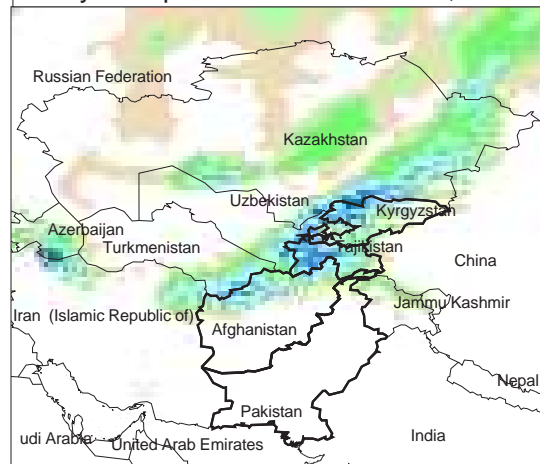 Russian Federation
Kazakhstan
Uzbekistan
Kyrgyzstan
Azerbaijan
Turkmenistan
Tajikistan
China
Jammu Kashmir
Iran (Islamic Republic of)
Afghanistan
Nepal
Pakistan
udi Arabia
United Arab Emirates
India